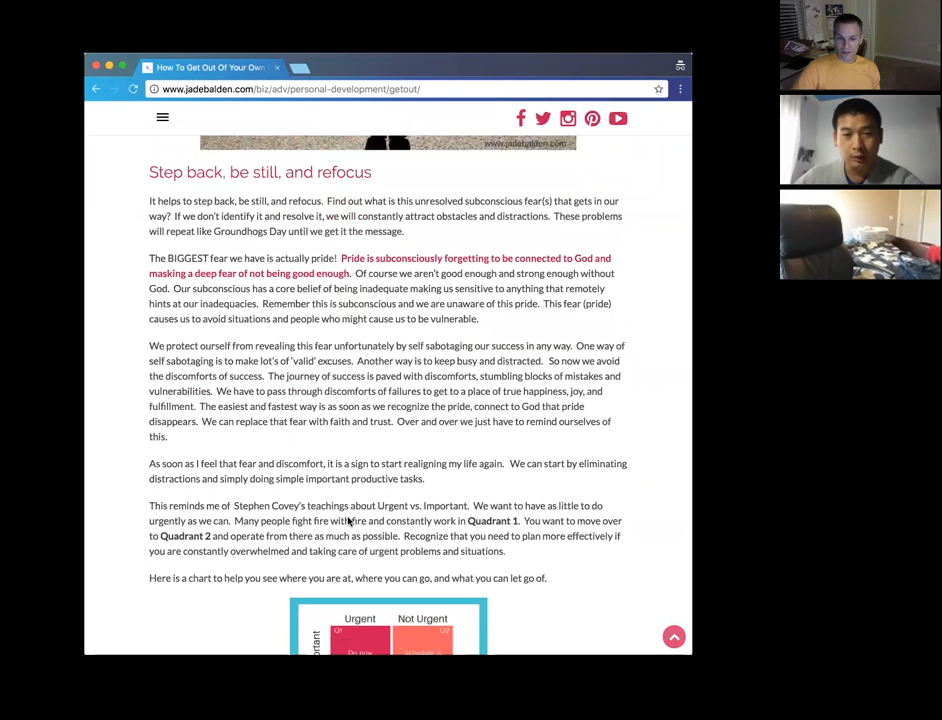 How To Get Out Of Your Own
www.jadebalden.com/biz/adv/personal-development/getout/
www.jadebalden.com
Step back, be still, and refocus
It helps to step back, be still, and refocus. Find out what is this unresolved subconscious fear(s) that gets in our
way? If we don't identify it and resolve it, we will constantly attract obstacles and distractions. These problems
will repeat like Groundhogs Day until we get it the message.
The BIGGEST fear we have is actually pride! Pride is subconsciously forgetting to be connected to God and
masking a deep fear of not being good enough. Of course we aren't good enough and strong enough without
God. Our subconscious has a core belief of being inadequate making us sensitive to anything that remotely
hints at our inadequacies. Remember this is subconscious and we are unaware of this pride. This fear (pride)
causes us to avoid situations and people who might cause us to be vulnerable.
We protect ourself from revealing this fear unfortunately by self sabotaging our success in any way. One way of
self sabotaging is to make lot's of 'valid' excuses. Another way is to keep busy and distracted. So now we avoid
the discomforts of success. The journey of success is paved with discomforts, stumbling blocks of mistakes and
vulnerabilities. We have to pass through discomforts of failures to get to a place of true happiness, joy, and
fulfillment. The easiest and fastest way is as soon as we recognize the pride, connect to God that pride
disappears. We can replace that fear with faith and trust. Over and over we just have to remind ourselves of
this.
As soon as I feel that fear and discomfort, it is a sign to start realigning my life again. We can start by eliminating
distractions and simply doing simple important productive tasks.
This reminds me of Stephen Covey's teachings about Urgent vs. Important. We want to have as little to do
urgently as we can. Many people fight fire with fire and constantly work in Quadrant 1. You want to move over
to Quadrant 2 and operate from there as much as possible. Recognize that you need to plan more effectively if
you are constantly overwhelmed and taking care of urgent problems and situations.
Here is a chart to help you see where you are at, where you can go, and what you can let go of.
Urgent Not Urgent
Q1 Q2
Do now Schedule it